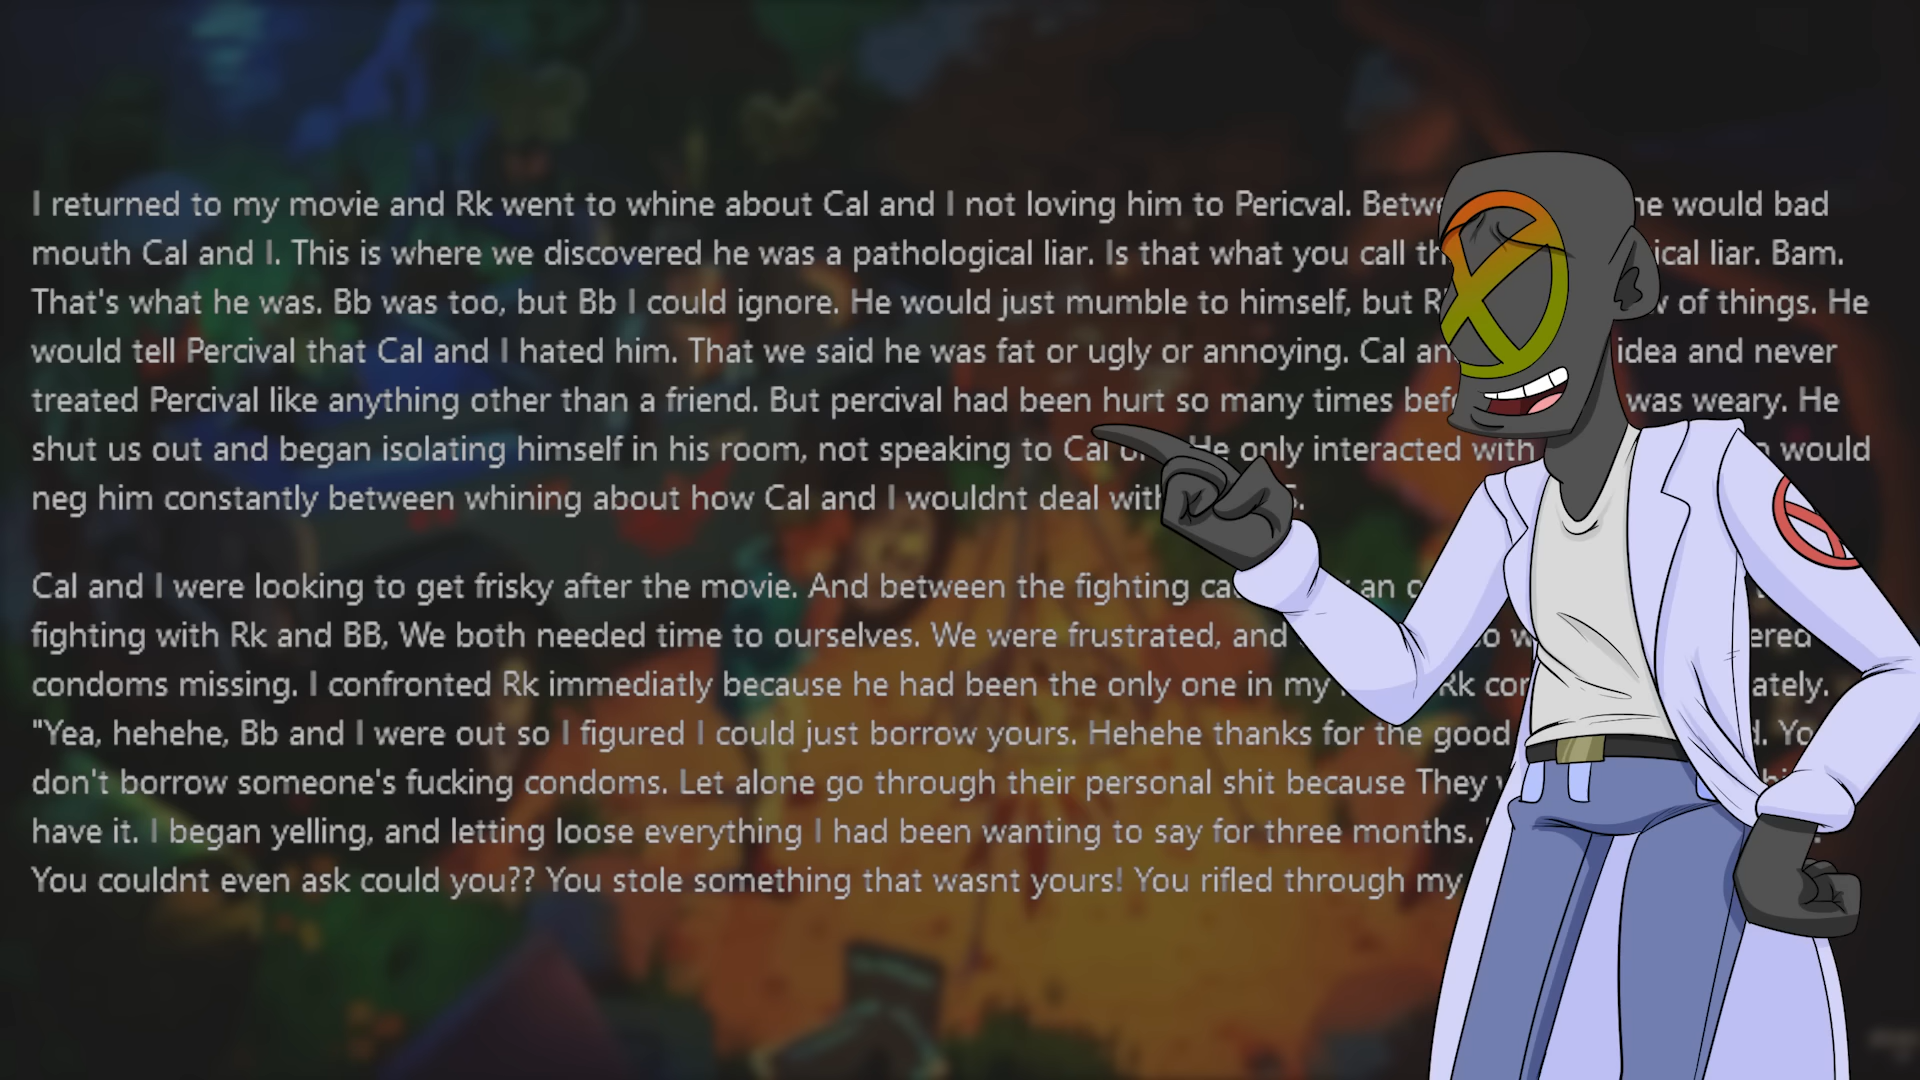 I returned to my movie and Rk went to whine about Cal and I not loving him to Pericval. would bad
mouth Cal and I. This is where we discovered he was a pathological liar. Is that what you call liar. Bam.
That's what he was. Bb was too, but Bb I could ignore. He would just mumble to himself, but of things. He
would tell Percival that Cal and I hated him. That we said he was fat or ugly or annoying. Cal idea and never
treated Percival like anything other than a friend. But percival had been hurt so many times was weary. He
shut us out and began isolating himself in his room, not speaking to Cal He only interacted with would
neg him constantly between whining about how Cal and I wouldnt deal with
Cal and I were looking to get frisky after the movie. And between the fighting an
fighting with Rk and BB, We both needed time to ourselves. We were frustrated, and
condoms missing. I confronted Rk immediatly because he had been the only one in my Rk
"Yea, hehehe, Bb and I were out so I figured I could just borrow yours. Hehehe thanks for the good
don't borrow someone's fucking condoms. Let alone go through their personal shit because They
have it. I began yelling, and letting loose everything I had been wanting to say for three months.
You couldnt even ask could you?? You stole something that wasnt yours! You rifled through my